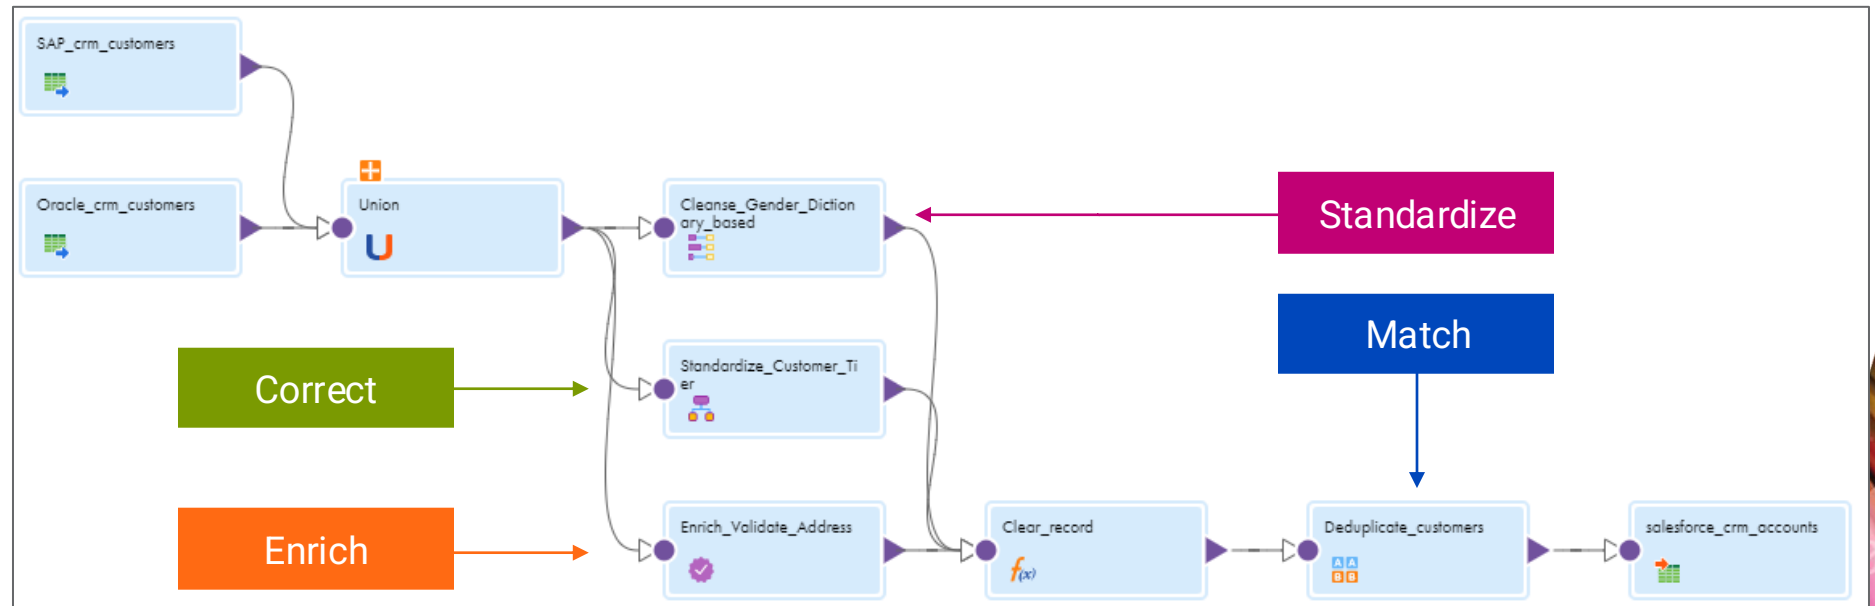 SAP_crm_customers
Oracle_crm_customers
Union
U
Cleanse_Gender_Diction
ary_based
Standardize
Match
Correct
Standardize_Customer_Ti
er
Enrich
Enrich_Validate_Address
Clear_record
f(x)
Deduplicate_customers
A A
B B
salesforce_crm_accounts